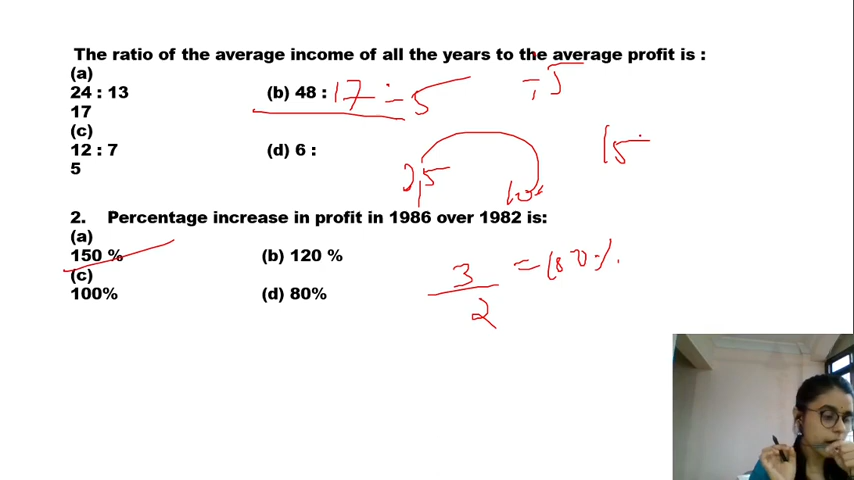 The ratio of the average income of all the years to the average profit is :
(a)
24 : 13
(b) 48 : 17 ÷ 5
÷ 5
17
(c)
12 : 7
(d) 6 :
5
15
2. Percentage increase in profit in 1986 over 1982 is:
(a)
150 %
(b) 120 %
(c)
100%
(d) 80%
3
2
=